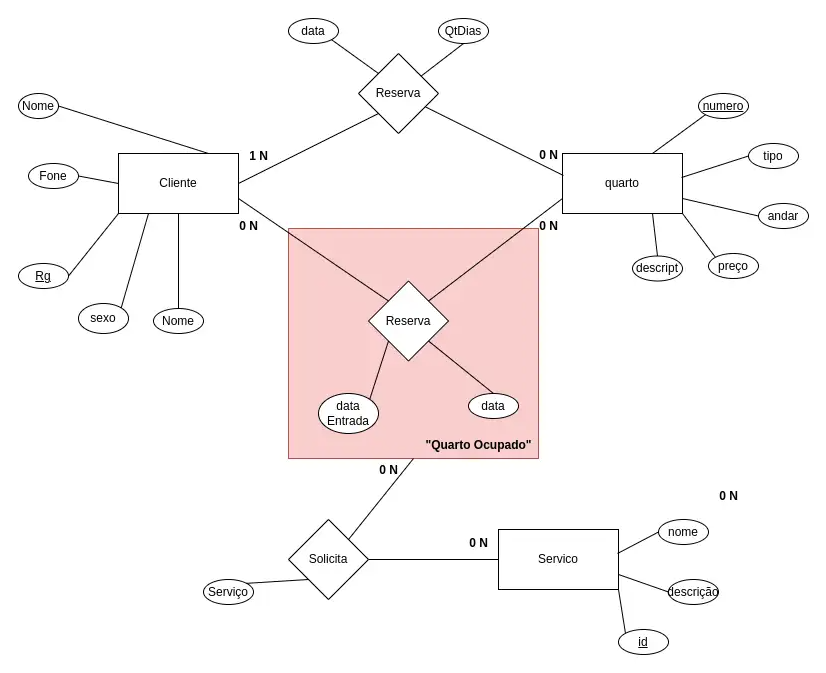 data
QtDias
Reserva
Nome
numero
1 N
0 N
tipo
Fone
Cliente
quarto
andar
0 N
0 N
Rg
descript
preço
sexo
Nome
Reserva
data
Entrada
data
"Quarto Ocupado"
0 N
0 N
0 N
nome
Solicita
Servico
Serviço
descrição
id